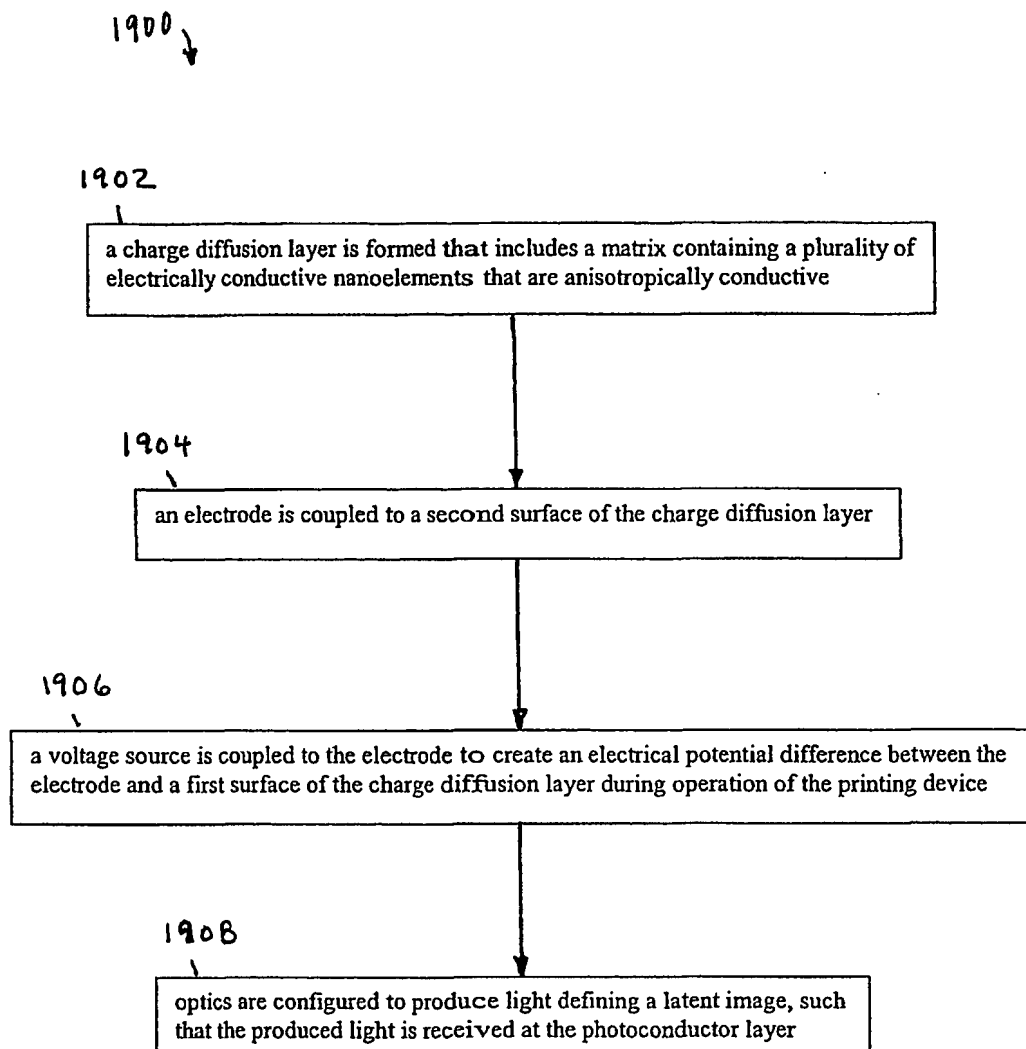 1900
1902
a charge diffusion layer is formed that includes a matrix containing a plurality of
electrically conductive nanoelements that are anisotropically conductive
1904
an electrode is coupled to a second surface of the charge diffusion layer
1906
a voltage source is coupled to the electrode to create an electrical potential difference between the
electrode and a first surface of the charge diffusion layer during operation of the printing device
1908
optics are configured to produce light defining a latent image, such
that the produced light is received at the photoconductor layer